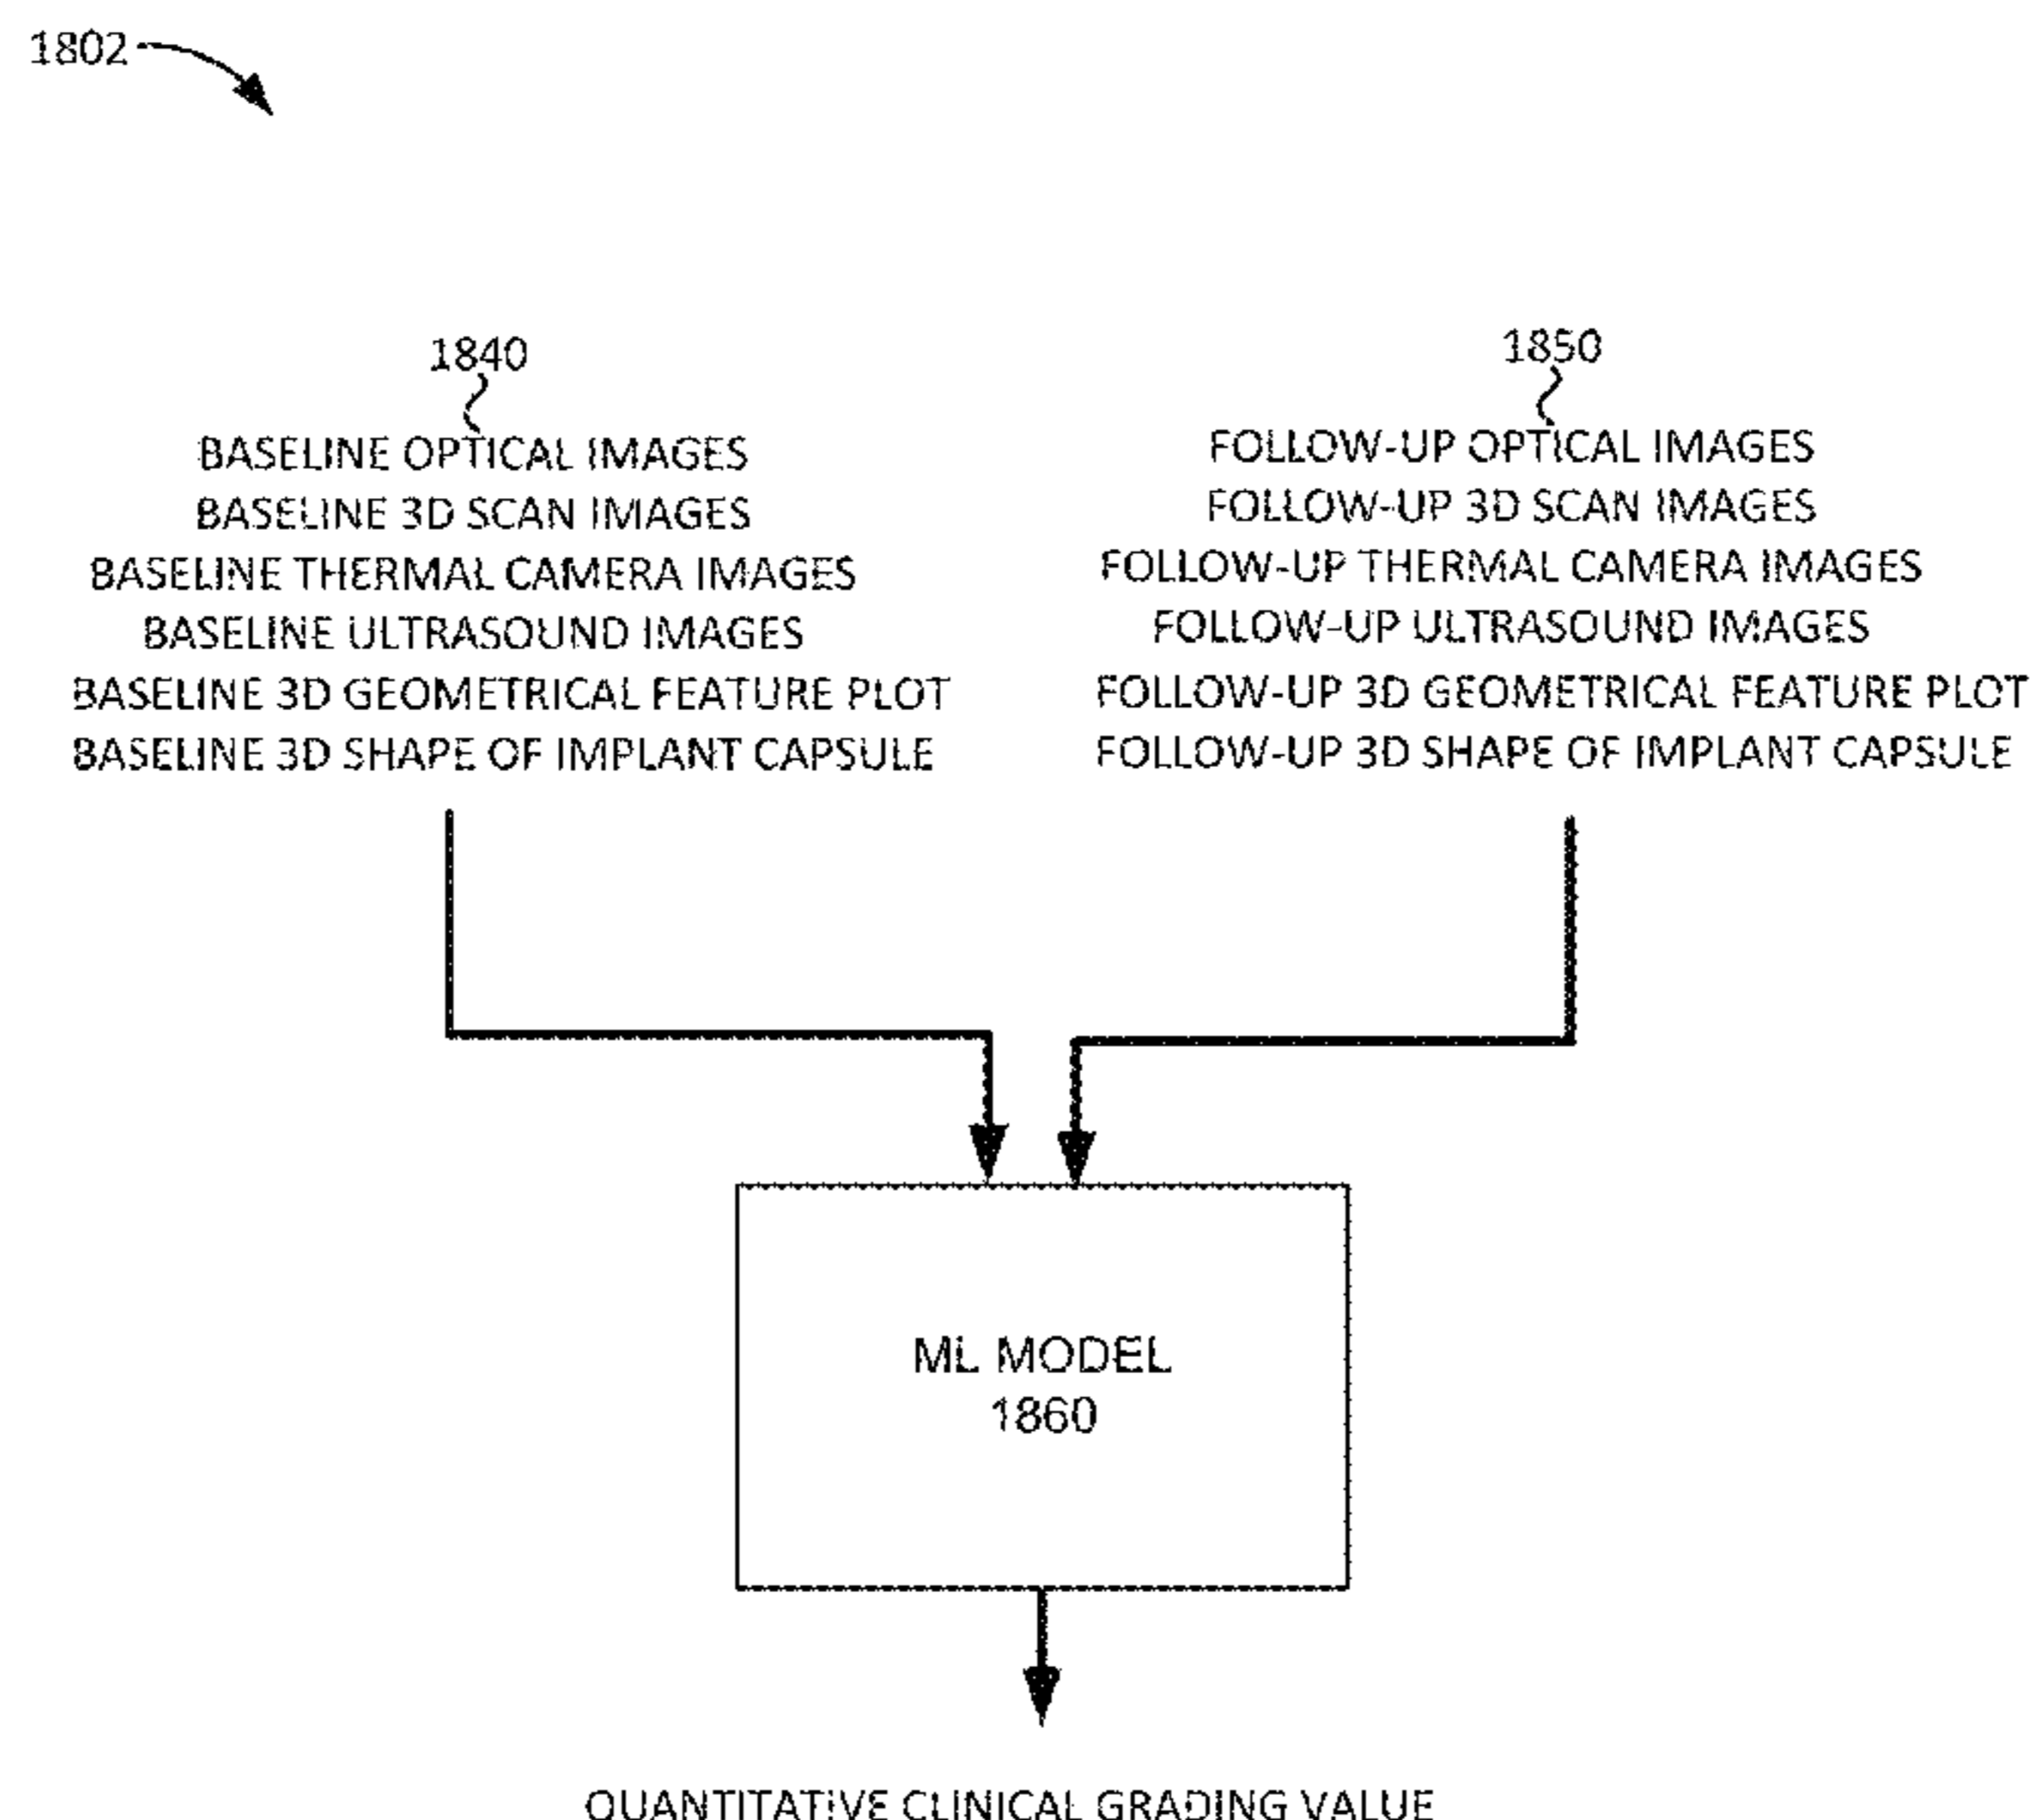 1802
1840
BASELINE OPTICAL IMAGES
BASELINE 3D SCAN IMAGES
BASELINE THERMAL CAMERA IMAGES
BASELINE ULTRASOUND IMAGES
BASELINE 3D GEOMETRICAL FEATURE PLOT
BASELINE 3D SHAPE OF IMPLANT CAPSULE
1850
FOLLOW-UP OPTICAL IMAGES
FOLLOW-UP 3D SCAN IMAGES
FOLLOW-UP THERMAL CAMERA IMAGES
FOLLOW-UP ULTRASOUND IMAGES
FOLLOW-UP 3D GEOMETRICAL FEATURE PLOT
FOLLOW-UP 3D SHAPE OF IMPLANT CAPSULE
ML MODEL
1860
QUANTITATIVE CLINICAL GRADING VALUE